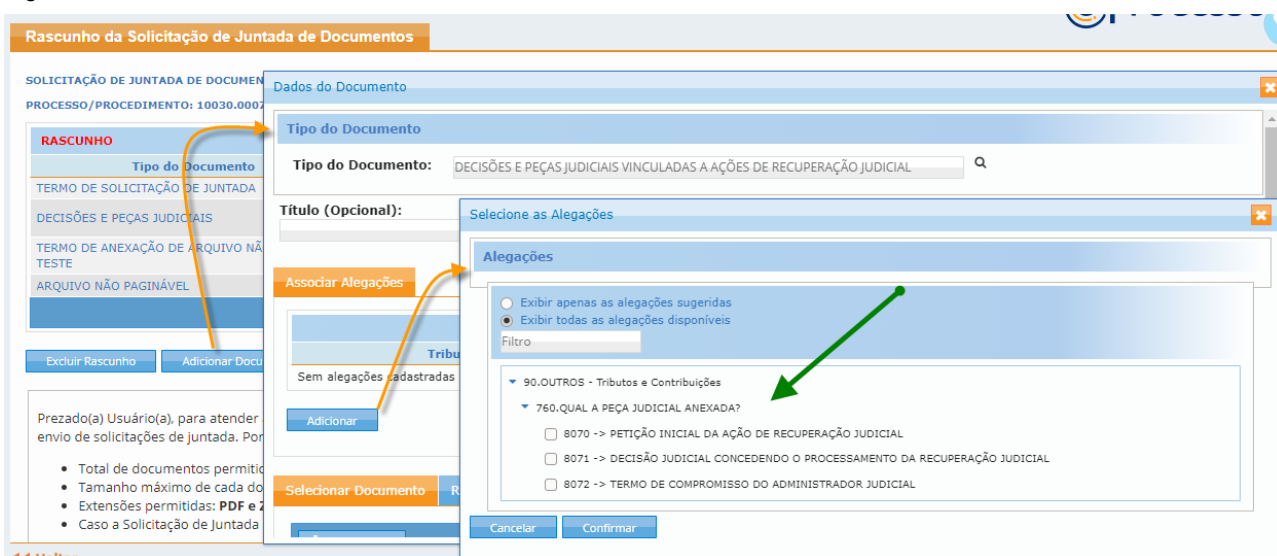 Rascunho da Solicitação de Juntada de Documentos
SOLICITAÇÃO DE JUNTADA DE DOCUMEN
PROCESSO/PROCEDIMENTO: 10030.0007
RASCUNHO
Tipo do Documento
TERMO DE SOLICITAÇÃO DE JUNTADA
DECISÕES E PEÇAS JUDICIAIS
TERMO DE ANEXAÇÃO DE ARQUIVO NÃ
TESTE
ARQUIVO NÃO PAGINÁVEL
Excluir Rascunho
Adicionar Docu
Prezado(a) Usuário(a), para atender
envio de solicitações de juntada. Por
• Total de documentos permitid
• Tamanho máximo de cada do
• Extensões permitidas: PDF e
• Caso a Solicitação de Juntada
Dados do Documento
Tipo do Documento
Tipo do Documento: DECISÕES E PEÇAS JUDICIAIS VINCULADAS A AÇÕES DE RECUPERAÇÃO JUDICIAL
Título (Opcional):
Associar Alegações
Tribu
Sem alegações cadastradas
Adicionar
Selecionar Documento
Selecione as Alegações
Alegações
Exibir apenas as alegações sugeridas
Exibir todas as alegações disponíveis
Filtro
90.OUTROS - Tributos e Contribuições
760.QUAL A PEÇA JUDICIAL ANEXADA?
8070 -> PETIÇÃO INICIAL DA AÇÃO DE RECUPERAÇÃO JUDICIAL
8071 -> DECISÃO JUDICIAL CONCEDENDO O PROCESSAMENTO DA RECUPERAÇÃO JUDICIAL
8072 -> TERMO DE COMPROMISSO DO ADMINISTRADOR JUDICIAL
Cancelar
Confirmar